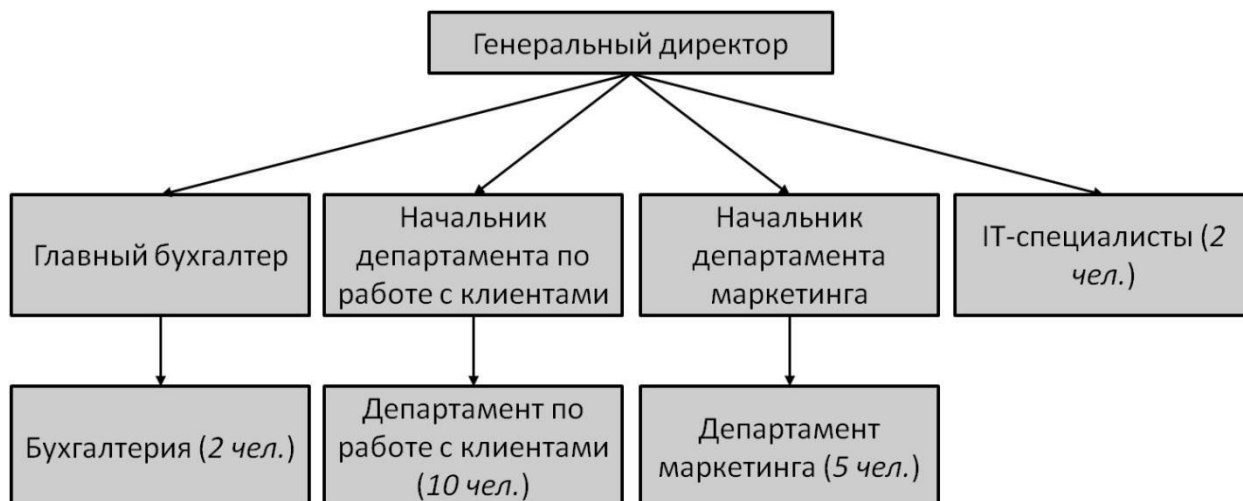 Генеральный директор
Главный бухгалтер
Начальник
департамента по
работе с клиентами
Начальник
департамента
маркетинга
IT-специалисты (2
чел.)
Бухгалтерия (2 чел.)
Департамент по
работе с клиентами
(10 чел.)
Департамент
маркетинга (5 чел.)